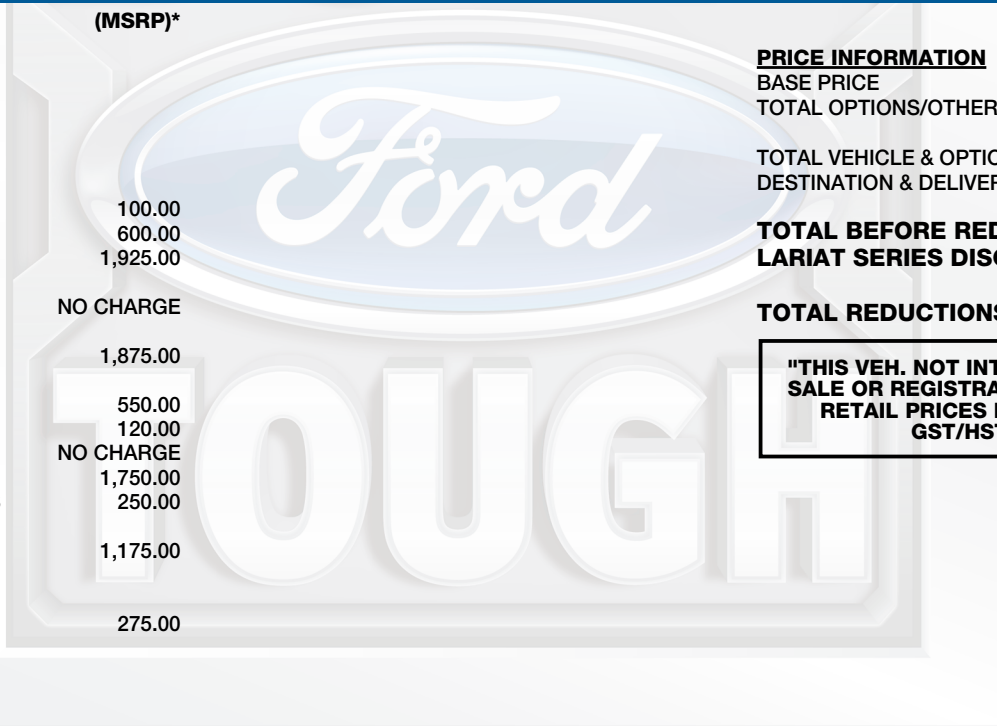 (MSRP)*
100.00
600.00
1,925.00
NO CHARGE
1,875.00
550.00
120.00
NO CHARGE
1,750.00
250.00
1,175.00
275.00
Ford
TOUGH
PRICE INFORMATION
BASE PRICE
TOTAL OPTIONS/OTHER
TOTAL VEHICLE & OPTIO
DESTINATION & DELIVER
TOTAL BEFORE RED
LARIAT SERIES DISC
TOTAL REDUCTIONS
"THIS VEH. NOT INT
SALE OR REGISTRA
RETAIL PRICES
GST/HST